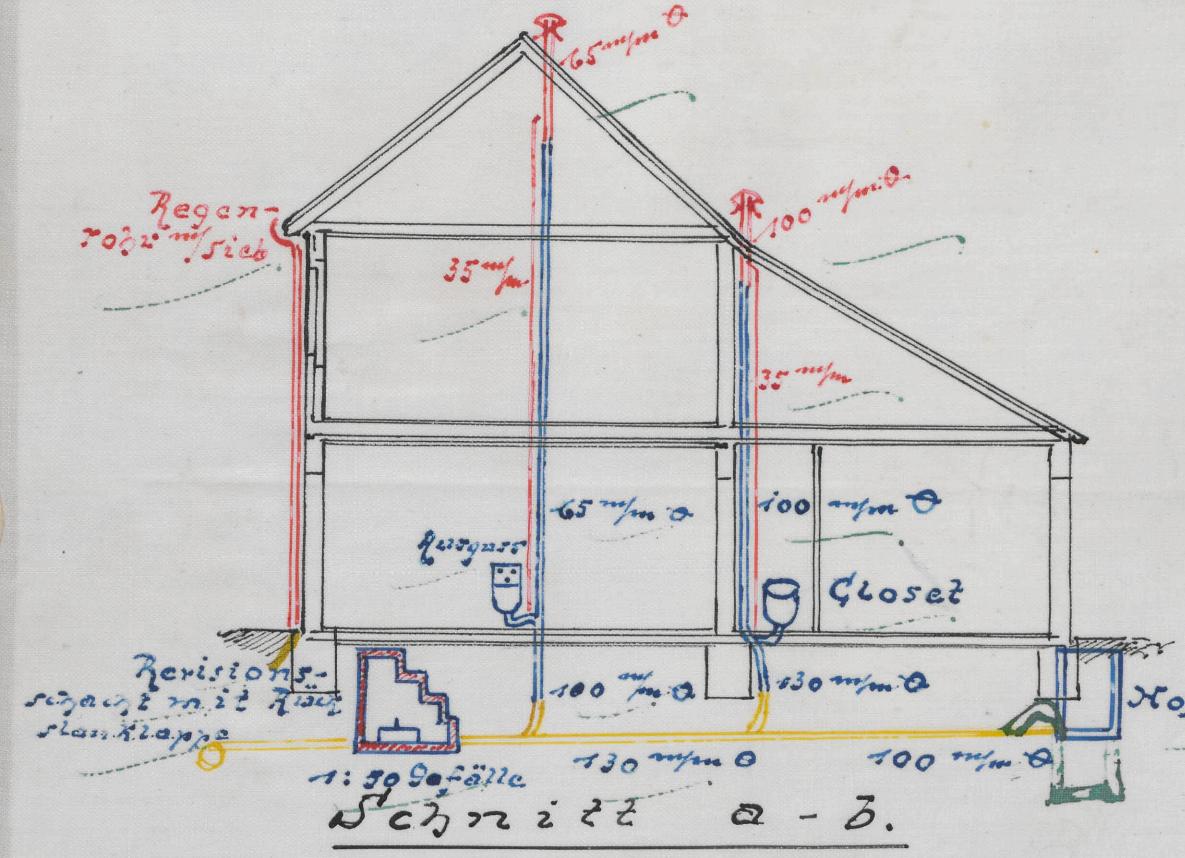 65 m/m ⌀
100 m/m ⌀
Regen-
rohr m/Sieb
35 m/m
35 m/m
65 m/m ⌀
100 m/m ⌀
Ausguss
Closet
Revisions-
schacht mit Rück
stauklappe
100 m/m ⌀
130 m/m ⌀
Ho
1:50 Gefälle
130 m/m ⌀
100 m/m ⌀
Schnitt a - b.